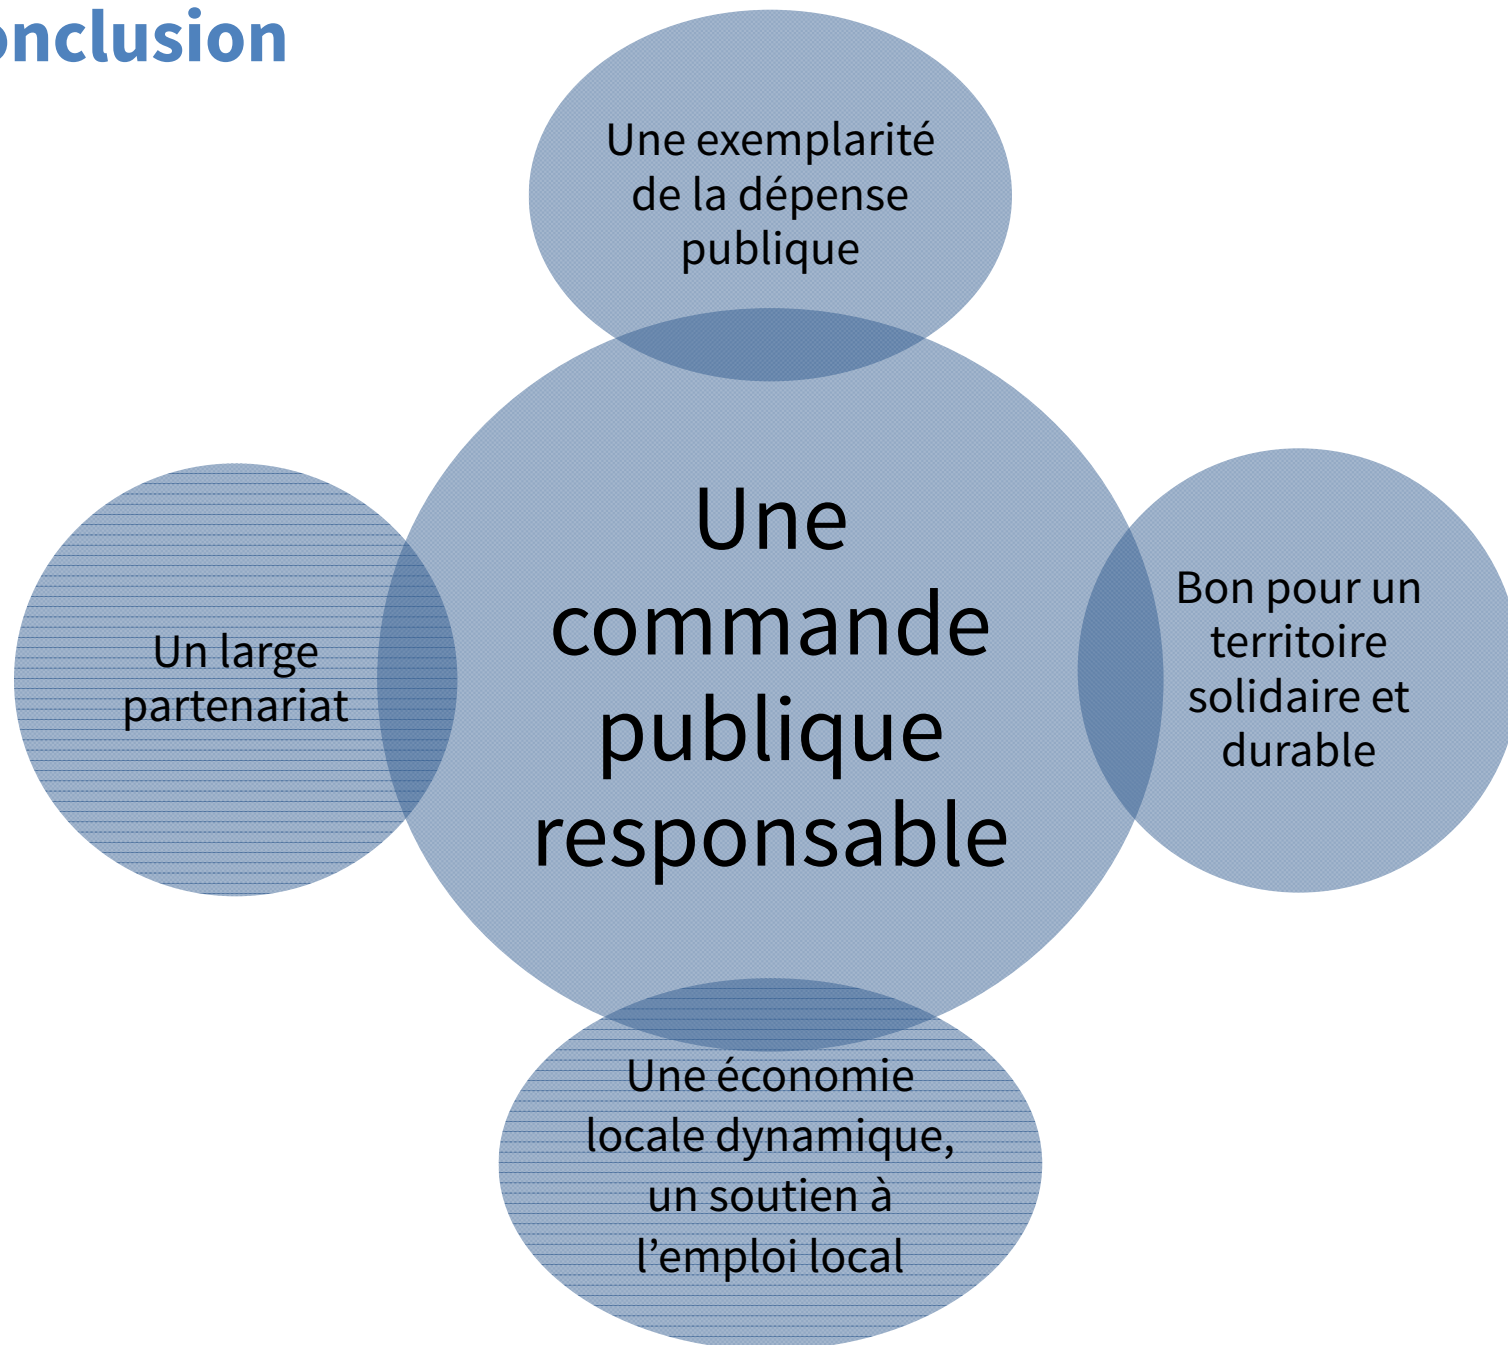 onclusion
Une exemplarité
de la dépense
publique
Une
commande
publique
responsable
Un large
partenariat
Bon pour un
territoire
solidaire et
durable
Une économie
locale dynamique,
un soutien à
l’emploi local